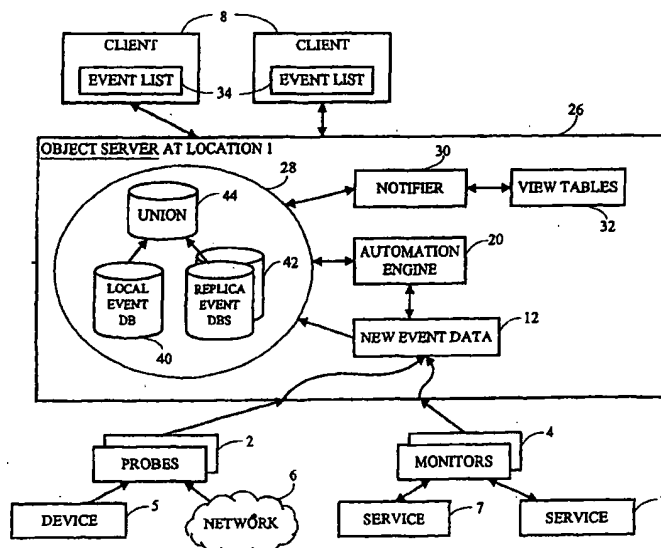 8
CLIENT
CLIENT
EVENT LIST
34
EVENT LIST
26
OBJECT SERVER AT LOCATION 1
28
30
44
NOTIFIER
VIEW TABLES
UNION
32
20
42
AUTOMATION
ENGINE
LOCAL
EVENT
DB
REPLICA
EVENT
DBS
12
NEW EVENT DATA
40
2
4
PROBES
MONITORS
6
DEVICE
5
NETWORK
SERVICE
7
SERVICE